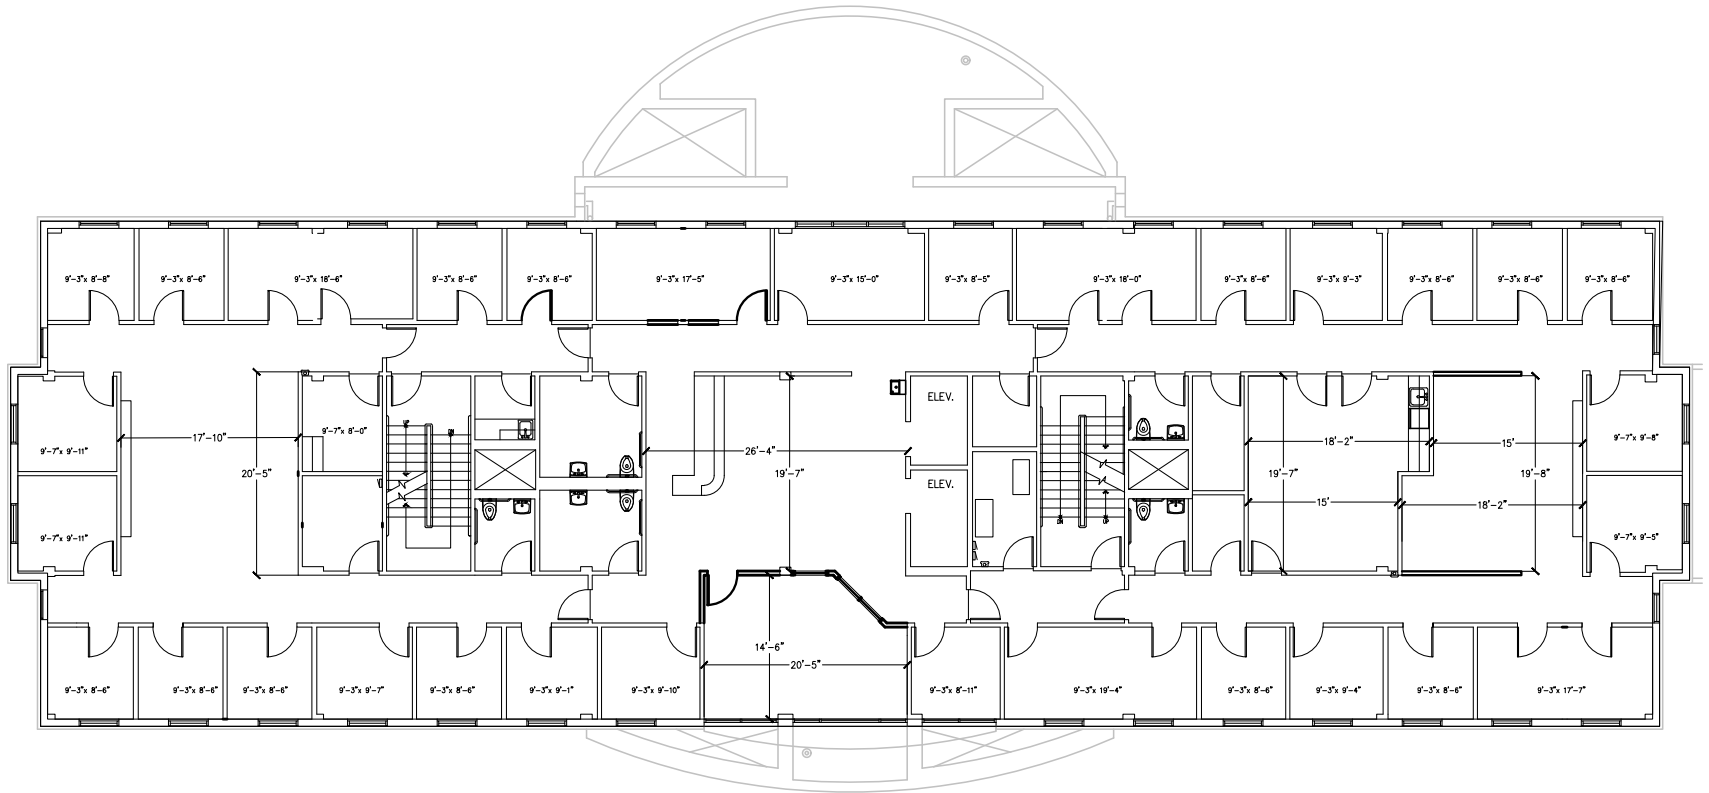 9'-3"x 8'-8"
9'-3"x 8'-6"
9'-3"x 18'-6"
9'-3"x 8'-6"
9'-3"x 8'-6"
9'-3"x 17'-5"
9'-3"x 15'-0"
9'-3"x 8'-5"
9'-3"x 18'-0"
9'-3"x 8'-6"
9'-3"x 9'-3"
9'-3"x 8'-6"
9'-3"x 8'-6"
9'-3"x 8'-6"
ELEV.
9'-7"x 9'-11"
17'-10"
9'-7"x 8'-0"
UP
DN
26'-4"
18'-2"
15'
9'-7"x 9'-8"
20'-5"
19'-7"
ELEV.
19'-7"
19'-8"
15'
18'-2"
DN
UP
9'-7"x 9'-11"
9'-7"x 9'-5"
14'-6"
20'-5"
9'-3"x 8'-6"
9'-3"x 8'-6"
9'-3"x 8'-6"
9'-3"x 9'-7"
9'-3"x 8'-6"
9'-3"x 9'-1"
9'-3"x 9'-10"
9'-3"x 8'-11"
9'-3"x 19'-4"
9'-3"x 8'-6"
9'-3"x 9'-4"
9'-3"x 8'-6"
9'-3"x 17'-7"